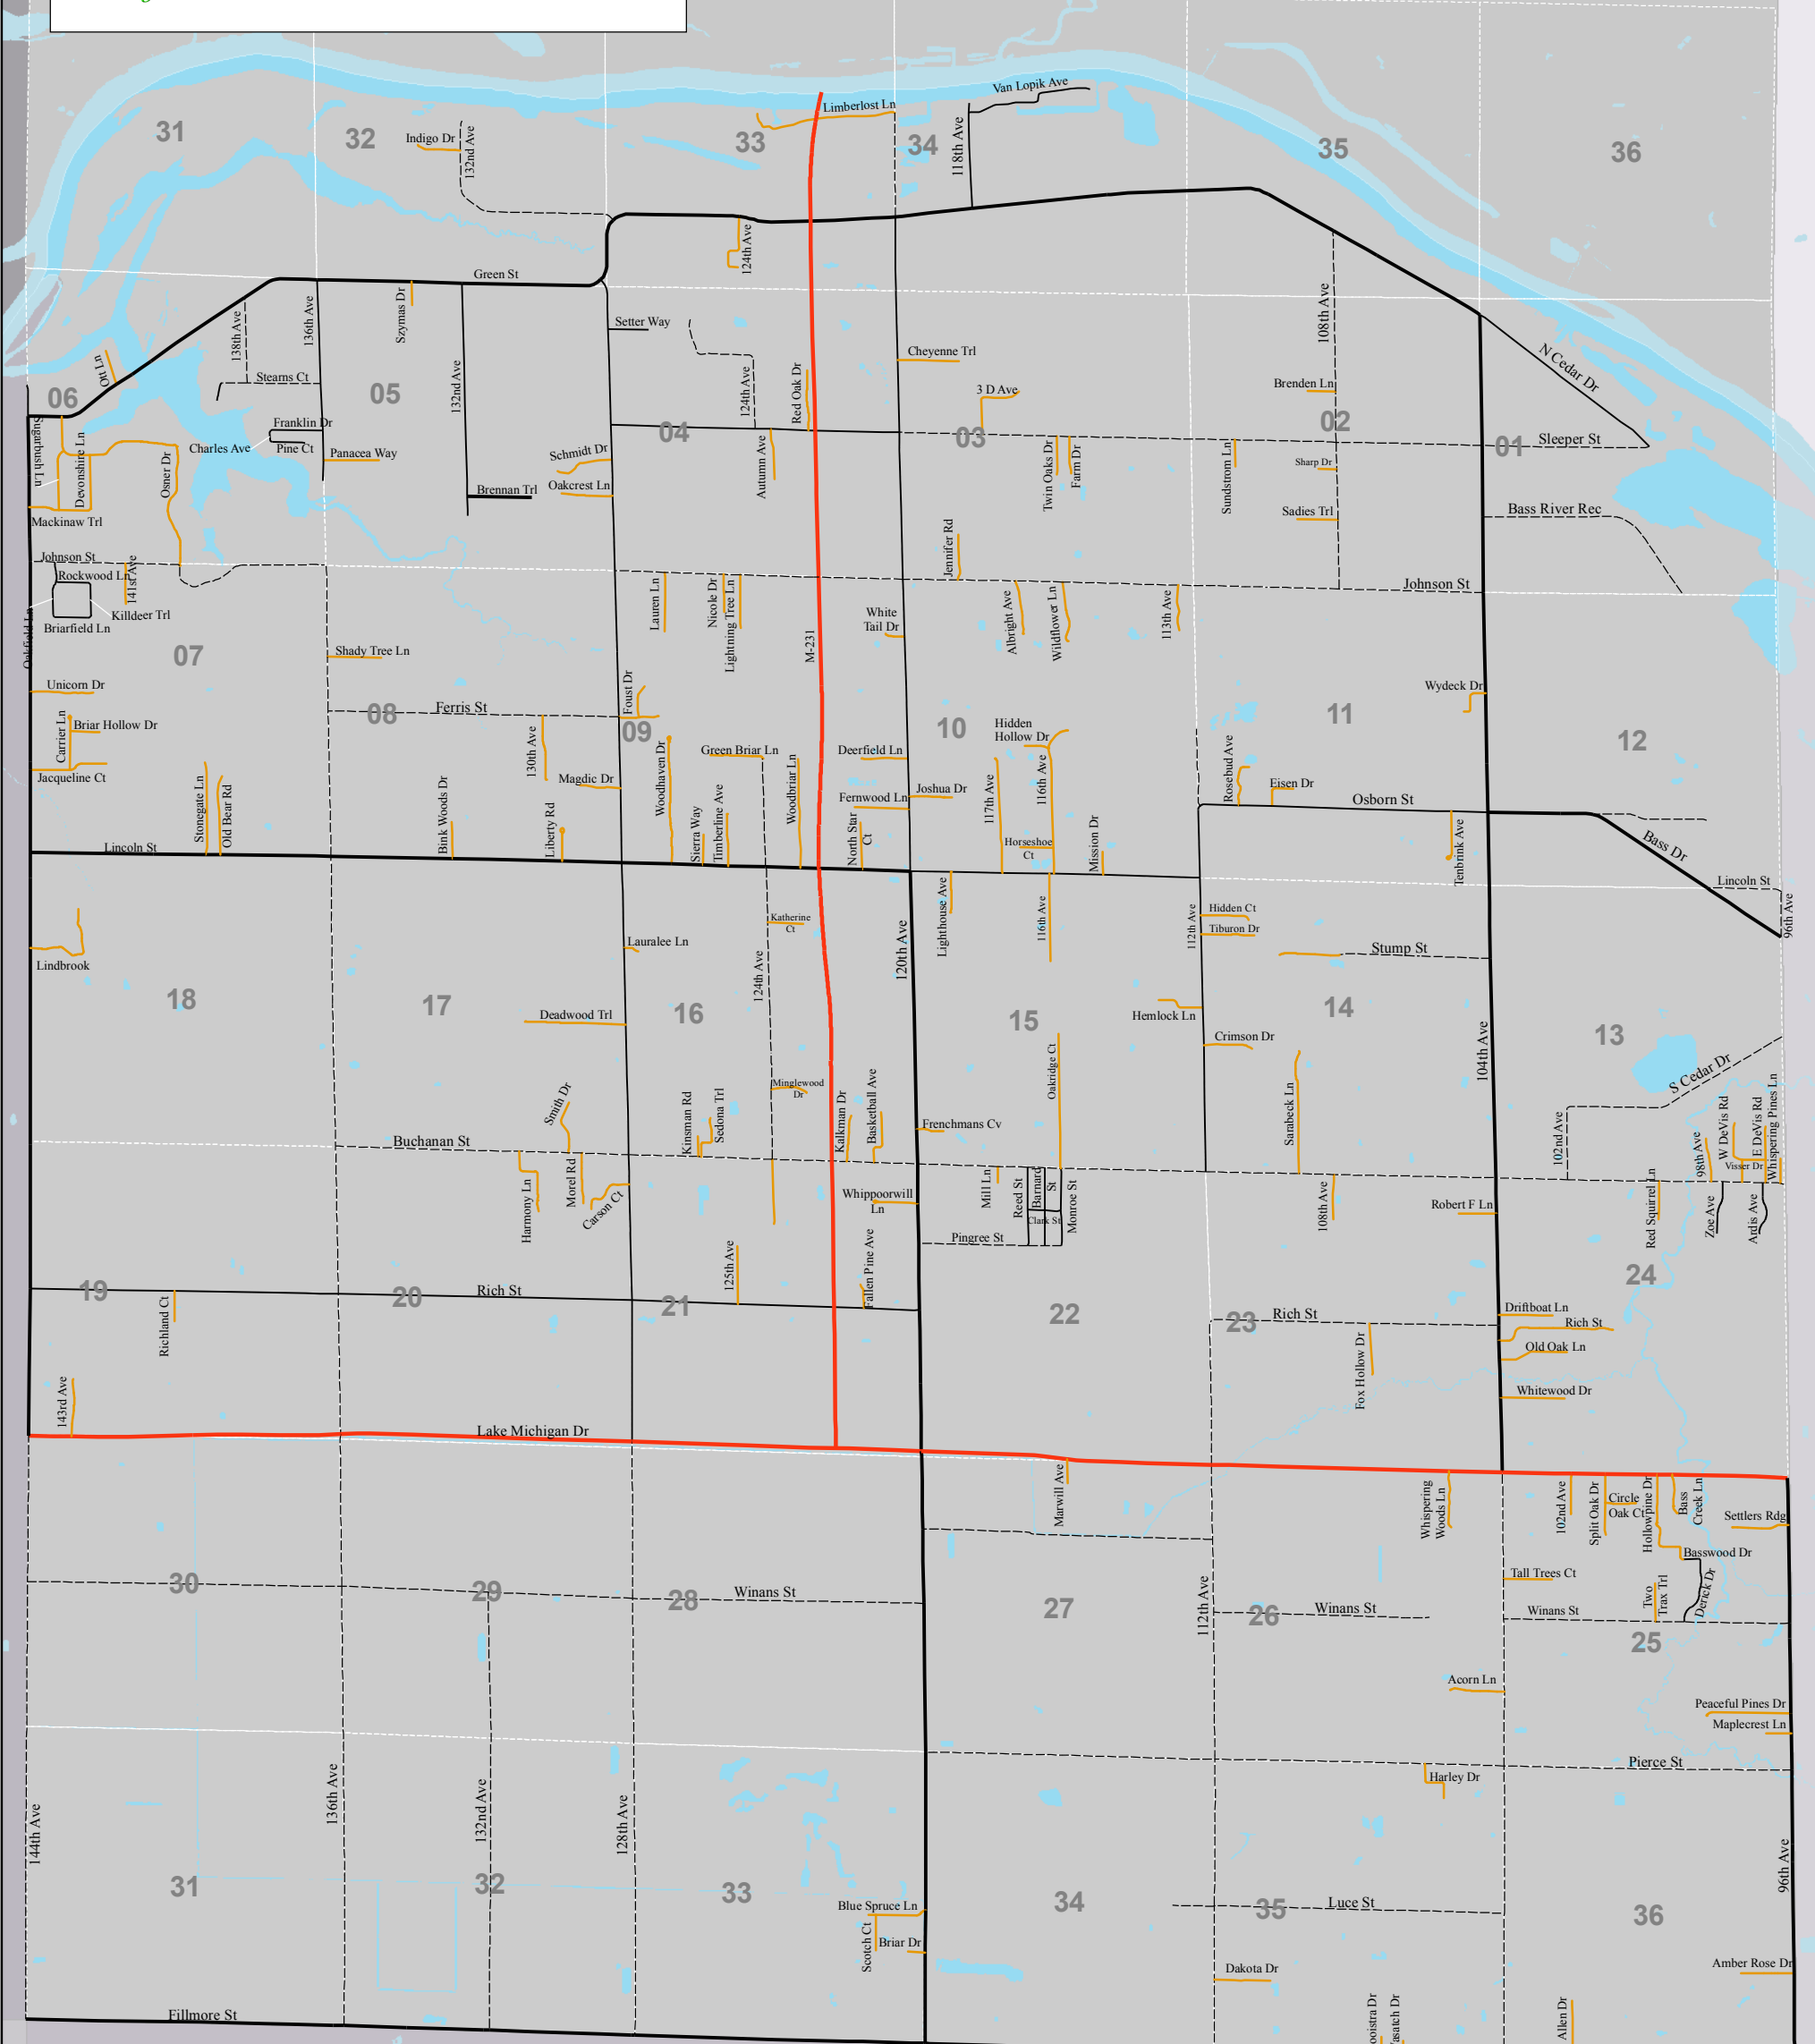 Van Lopik Ave
Limberlost Ln
31
32
Indigo Dr
132nd Ave
33
34
118th Ave
35
36
124th Ave
Green St
Szymas Dr
136th Ave
138th Ave
Setter Way
108th Ave
Ott Ln
Stearns Ct
132nd Ave
124th Ave
Red Oak Dr
Cheyenne Trl
3 D Ave
Brenden Ln
N Cedar Dr
06
05
04
03
02
01
Sugarbush Ln
Devonshire Ln
Osner Dr
Charles Ave
Franklin Dr
Pine Ct
Panacea Way
Schmidt Dr
Oakcrest Ln
Brennan Trl
Autumn Ave
Twin Oaks Dr
Farm Dr
Sundstrom Ln
Sharp Dr
Sadies Trl
Sleeper St
Bass River Rec
Mackinaw Trl
Johnson St
Rockwood Ln
141st Ave
Killdeer Trl
Briarfield Ln
Oakfield Ln
Jennifer Rd
Johnson St
Lauren Ln
Nicole Dr
Lightning Tree Ln
M-231
White
Tail Dr
Albright Ave
Wildflower Ln
113th Ave
07
Shady Tree Ln
Unicorn Dr
Foust Dr
Wydeck Dr
Carrier Ln
Briar Hollow Dr
Ferris St
08
09
10
11
12
Hidden
Hollow Dr
Jacqueline Ct
130th Ave
Magdic Dr
Woodhaven Dr
Green Briar Ln
Woodbriar Ln
Deerfield Ln
Joshua Dr
Fernwood Ln
117th Ave
116th Ave
Rosebud Ave
Eisen Dr
Osborn St
Stonegate Ln
Old Bear Rd
Bink Woods Dr
Liberty Rd
Sierra Way
Timberline Ave
North Star
Ct
Horseshoe
Ct
Mission Dr
Tenrink Ave
Bass Dr
Lincoln St
Lincoln St
96th Ave
Lindbrook
Lauralee Ln
Katherine
Ct
124th Ave
120th Ave
Lighthouse Ave
116th Ave
112th Ave
Hidden Ct
Tiburon Dr
Stump St
18
17
16
15
14
13
Deadwood Trl
Hemlock Ln
Crimson Dr
104th Ave
Oakridge Ct
S Cedar Dr
Smith Dr
Kinsman Rd
Sedona Trl
Minglewood
Dr
Kalkman Dr
Basketball Ave
Frenchmans Cv
Sarabeck Ln
102nd Ave
98th Ave
W DeVis Rd
E DeVis Rd
Visser Dr
Whispering Pines Ln
Buchanan St
Harmony Ln
Morel Rd
Carson Ct
Whippoorwill
Ln
Mill Ln
Reed St
Barnard
St
Clark St
Monroe St
Pingree St
108th Ave
Robert F Ln
Red Squirrel Ln
Zoe Ave
Ardis Ave
125th Ave
Fallen Pine Ave
19
20
21
22
23
24
Rich St
Richland Ct
Rich St
Driftboat Ln
Rich St
Old Oak Ln
Fox Hollow Dr
Whitewood Dr
143rd Ave
Lake Michigan Dr
Marwill Ave
Whispering
Woods Ln
102nd Ave
Split Oak Dr
Circle
Oak Ct
Hollowpine Dr
Bass
Creek Ln
Settlers Rdg
Basswood Dr
Tall Trees Ct
Two
Trax Trl
Derick Dr
30
29
28
Winans St
27
112th Ave
26
Winans St
Winans St
25
Acorn Ln
Peaceful Pines Dr
Maplecrest Ln
Pierce St
Harley Dr
144th Ave
136th Ave
132nd Ave
128th Ave
96th Ave
31
32
33
34
35
36
Luce St
Blue Spruce Ln
Scotch Ct
Briar Dr
Dakota Dr
Amber Rose Dr
Allen Dr
Fillmore St